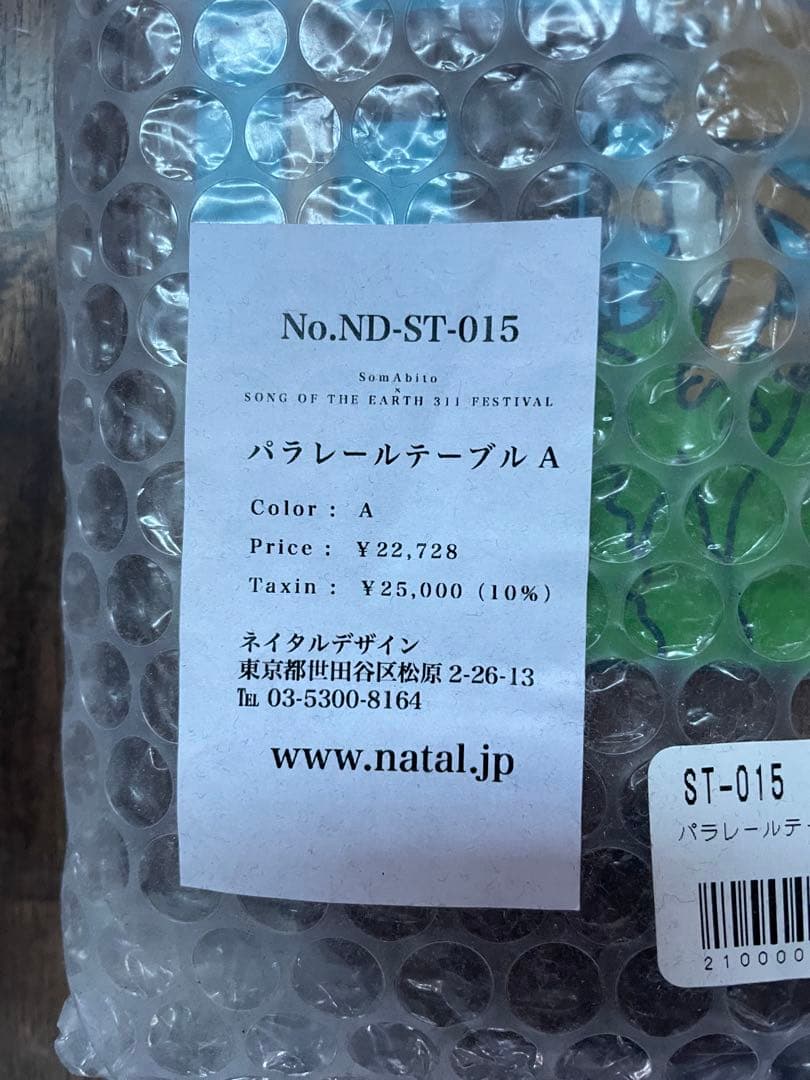 No.ND-ST-015
SomAbito
×
SONG OF THE EARTH 311 FESTIVAL
パラレールテーブル A
Color : A
Price : ¥22,728
Taxin : ¥25,000 (10%)
ネイタルデザイン
東京都世田谷区松原 2-26-13
℡ 03-5300-8164
www.natal.jp
ST-015
パラレールテー
210000